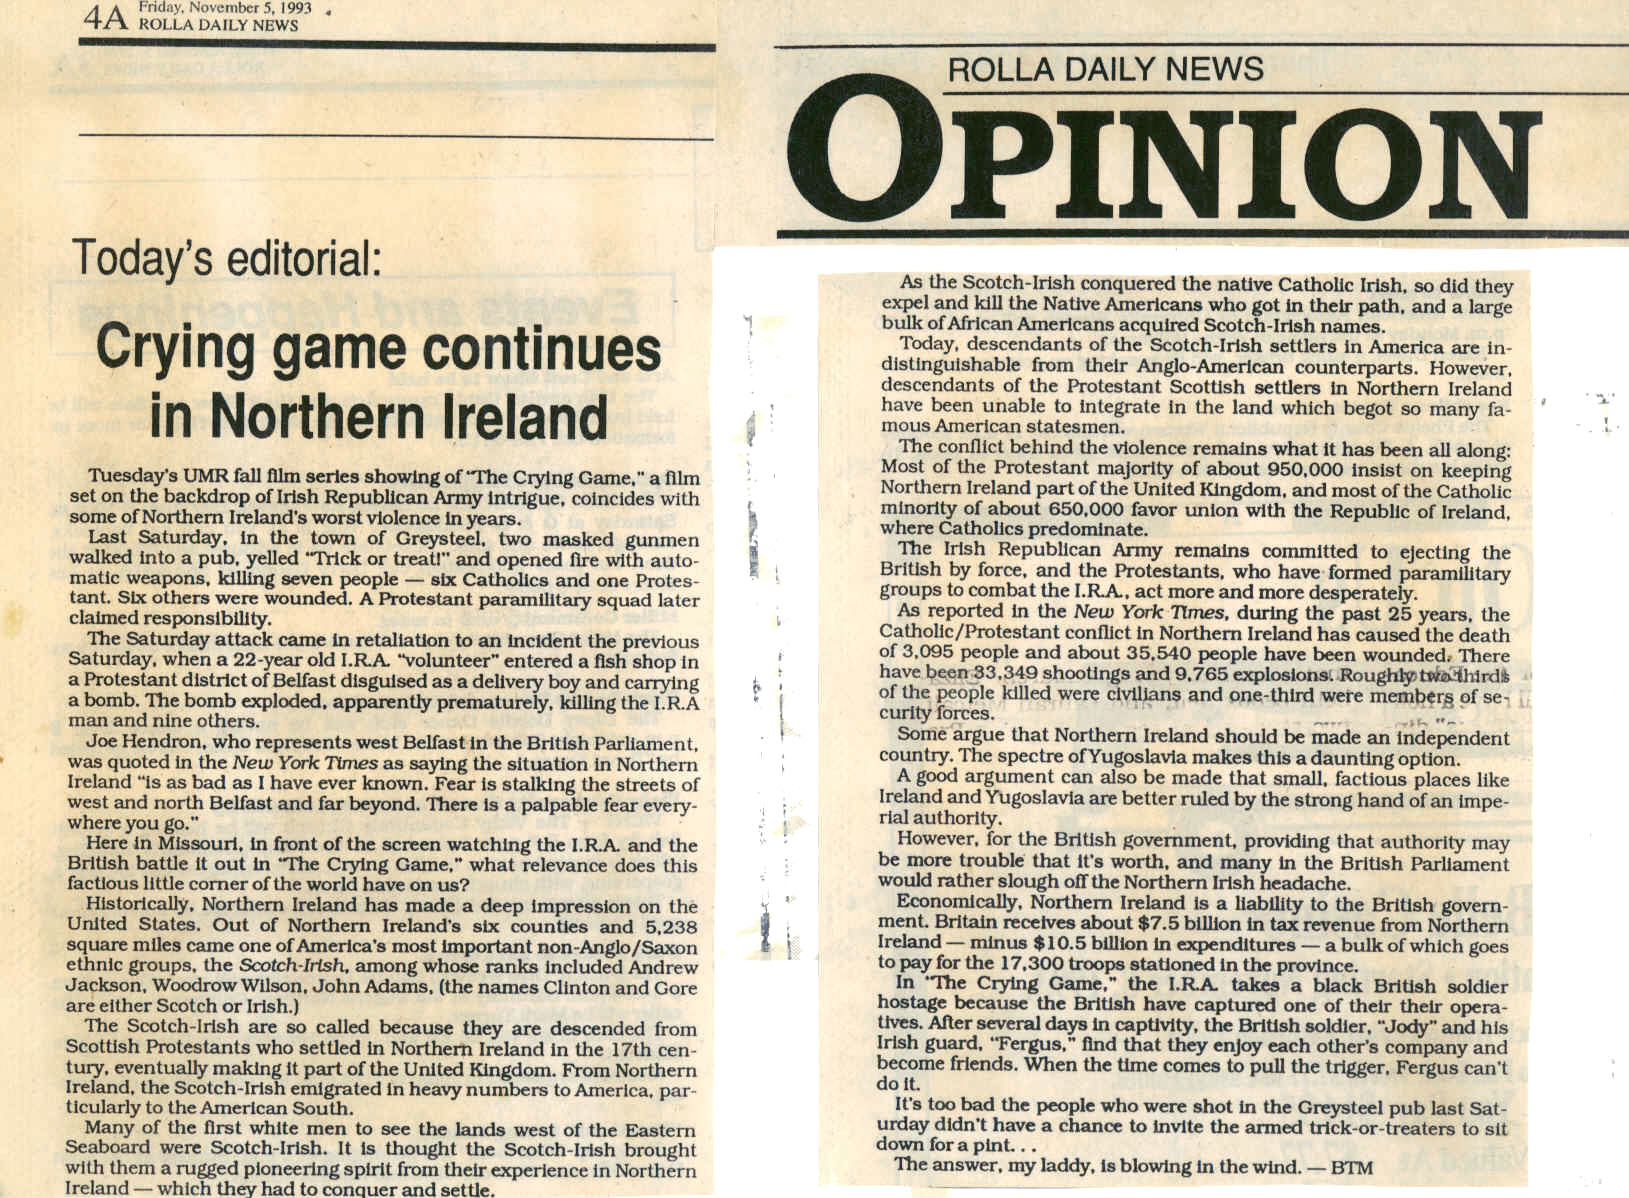 4A Friday, November 5, 1993
ROLLA DAILY NEWS
ROLLA DAILY NEWS
OPINION
Today's editorial:
Crying game continues
in Northern Ireland
Tuesday's UMR fall film series showing of "The Crying Game," a film
set on the backdrop of Irish Republican Army intrigue, coincides with
some of Northern Ireland's worst violence in years.
Last Saturday, in the town of Greysteel, two masked gunmen
walked into a pub, yelled "Trick or treat!" and opened fire with auto-
matic weapons, killing seven people — six Catholics and one Protes-
tant. Six others were wounded. A Protestant paramilitary squad later
claimed responsibility.
The Saturday attack came in retaliation to an incident the previous
Saturday, when a 22-year old I.R.A. "volunteer" entered a fish shop in
a Protestant district of Belfast disguised as a delivery boy and carrying
a bomb. The bomb exploded, apparently prematurely, killing the I.R.A
man and nine others.
Joe Hendron, who represents west Belfast in the British Parliament,
was quoted in the New York Times as saying the situation in Northern
Ireland "is as bad as I have ever known. Fear is stalking the streets of
west and north Belfast and far beyond. There is a palpable fear every-
where you go."
Here in Missouri, in front of the screen watching the I.R.A. and the
British battle it out in "The Crying Game," what relevance does this
factious little corner of the world have on us?
Historically, Northern Ireland has made a deep impression on the
United States. Out of Northern Ireland's six counties and 5,238
square miles came one of America's most important non-Anglo/Saxon
ethnic groups, the Scotch-Irish, among whose ranks included Andrew
Jackson, Woodrow Wilson, John Adams, (the names Clinton and Gore
are either Scotch or Irish.)
The Scotch-Irish are so called because they are descended from
Scottish Protestants who settled in Northern Ireland in the 17th cen-
tury, eventually making it part of the United Kingdom. From Northern
Ireland, the Scotch-Irish emigrated in heavy numbers to America, par-
ticularly to the American South.
Many of the first white men to see the lands west of the Eastern
Seaboard were Scotch-Irish. It is thought the Scotch-Irish brought
with them a rugged pioneering spirit from their experience in Northern
Ireland — which they had to conquer and settle.
As the Scotch-Irish conquered the native Catholic Irish, so did they
expel and kill the Native Americans who got in their path, and a large
bulk of African Americans acquired Scotch-Irish names.
Today, descendants of the Scotch-Irish settlers in America are in-
distinguishable from their Anglo-American counterparts. However,
descendants of the Protestant Scottish settlers in Northern Ireland
have been unable to integrate in the land which begot so many fa-
mous American statesmen.
The conflict behind the violence remains what it has been all along:
Most of the Protestant majority of about 950,000 insist on keeping
Northern Ireland part of the United Kingdom, and most of the Catholic
minority of about 650,000 favor union with the Republic of Ireland,
where Catholics predominate.
The Irish Republican Army remains committed to ejecting the
British by force, and the Protestants, who have formed paramilitary
groups to combat the I.R.A., act more and more desperately.
As reported in the New York Times, during the past 25 years, the
Catholic/Protestant conflict in Northern Ireland has caused the death
of 3,095 people and about 35,540 people have been wounded. There
have been 33,349 shootings and 9,765 explosions. Roughly two-thirds
of the people killed were civilians and one-third were members of se-
curity forces.
Some argue that Northern Ireland should be made an independent
country. The spectre of Yugoslavia makes this a daunting option.
A good argument can also be made that small, factious places like
Ireland and Yugoslavia are better ruled by the strong hand of an impe-
rial authority.
However, for the British government, providing that authority may
be more trouble that it's worth, and many in the British Parliament
would rather slough off the Northern Irish headache.
Economically, Northern Ireland is a liability to the British govern-
ment. Britain receives about $7.5 billion in tax revenue from Northern
Ireland — minus $10.5 billion in expenditures — a bulk of which goes
to pay for the 17,300 troops stationed in the province.
In "The Crying Game," the I.R.A. takes a black British soldier
hostage because the British have captured one of their their opera-
tives. After several days in captivity, the British soldier, "Jody" and his
Irish guard, "Fergus," find that they enjoy each other's company and
become friends. When the time comes to pull the trigger, Fergus can't
do it.
It's too bad the people who were shot in the Greysteel pub last Sat-
urday didn't have a chance to invite the armed trick-or-treaters to sit
down for a pint. . .
The answer, my laddy, is blowing in the wind. — BTM